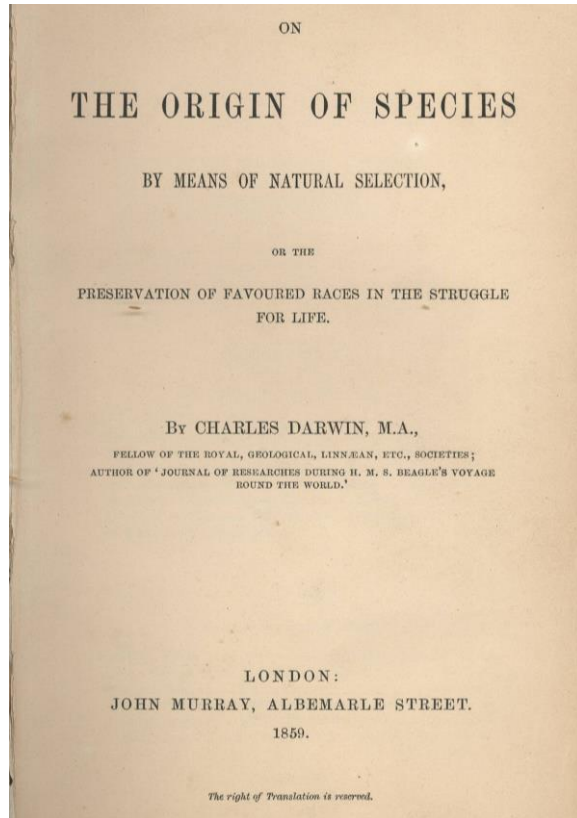 ON
THE ORIGIN OF SPECIES
BY MEANS OF NATURAL SELECTION,
OR THE
PRESERVATION OF FAVOURED RACES IN THE STRUGGLE
FOR LIFE.
By CHARLES DARWIN, M.A.,
FELLOW OF THE ROYAL, GEOLOGICAL, LINNÆAN, ETC., SOCIETIES;
AUTHOR OF ‘JOURNAL OF RESEARCHES DURING H. M. S. BEAGLE’S VOYAGE
ROUND THE WORLD.’
LONDON:
JOHN MURRAY, ALBEMARLE STREET.
1859.
The right of Translation is reserved.